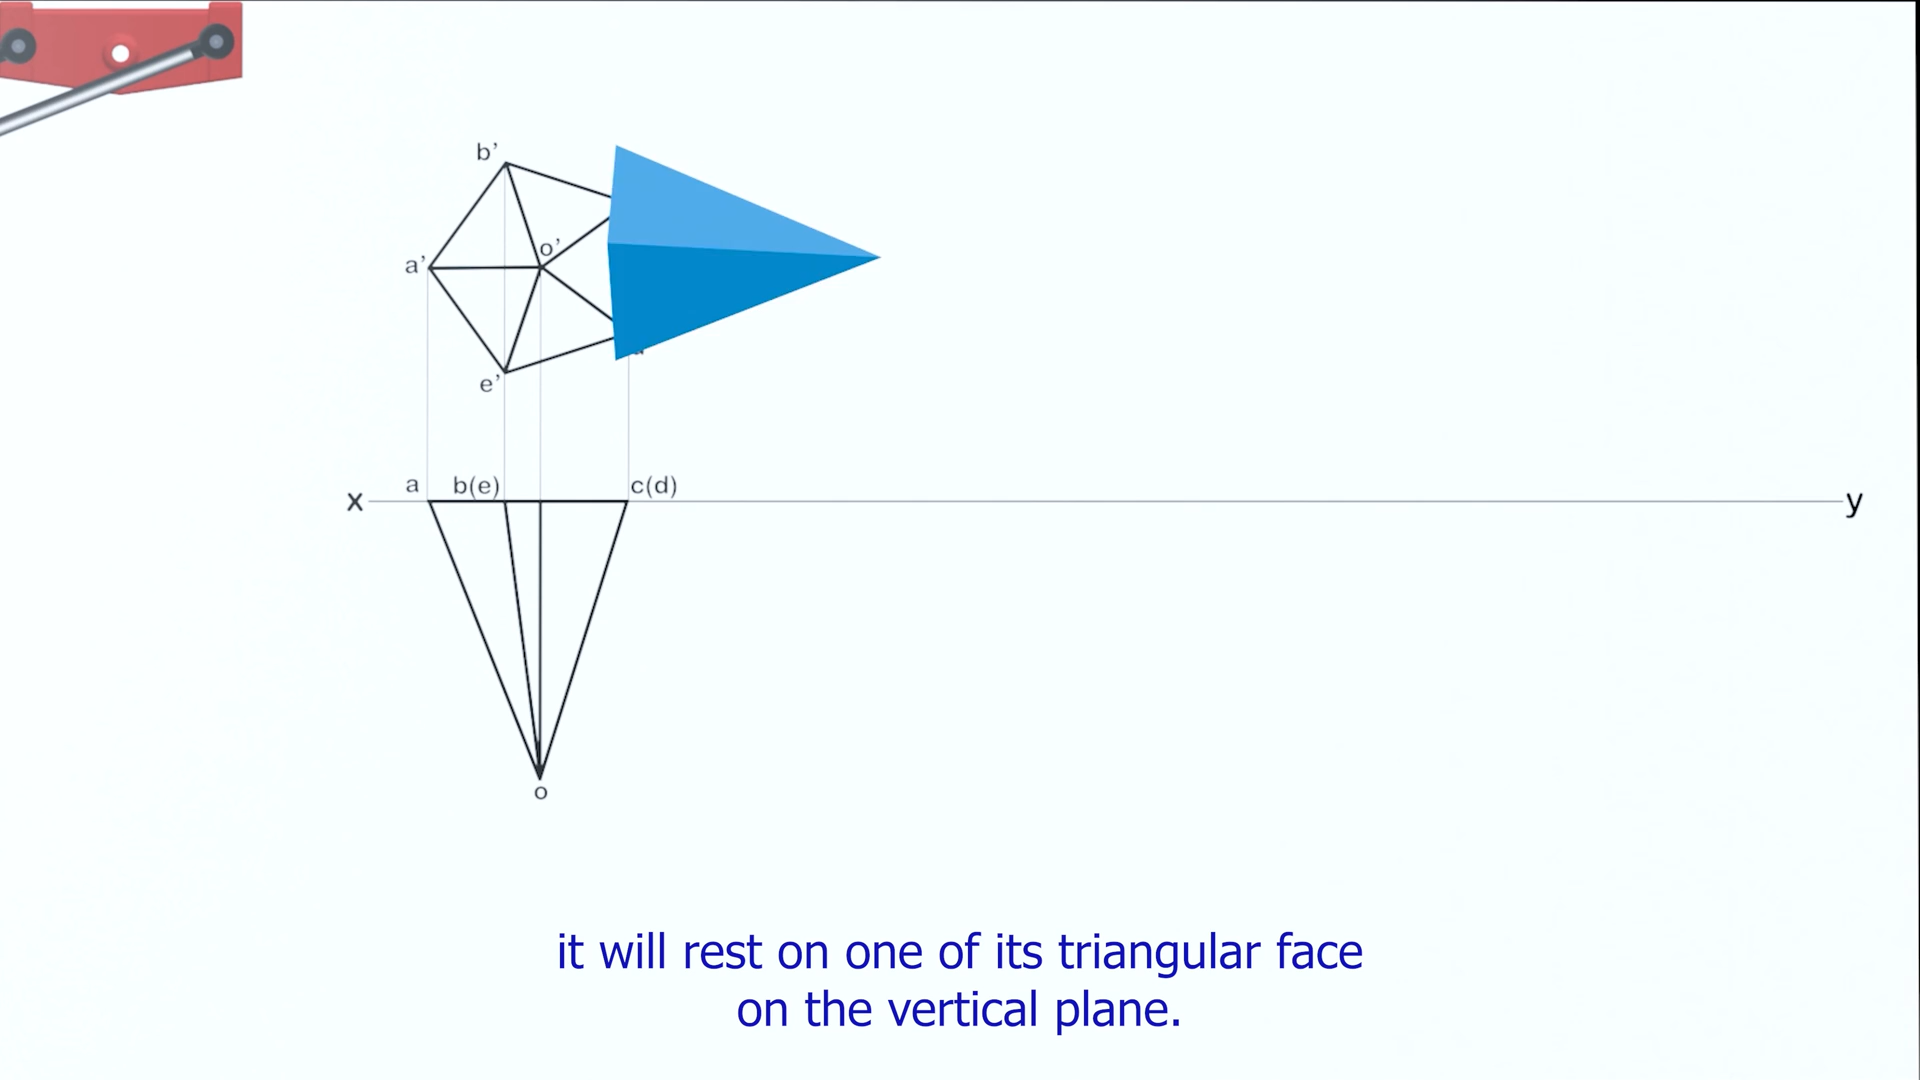 b'
o'
a'
e'
a b(e) c(d)
x y
o
it will rest on one of its triangular face
on the vertical plane.